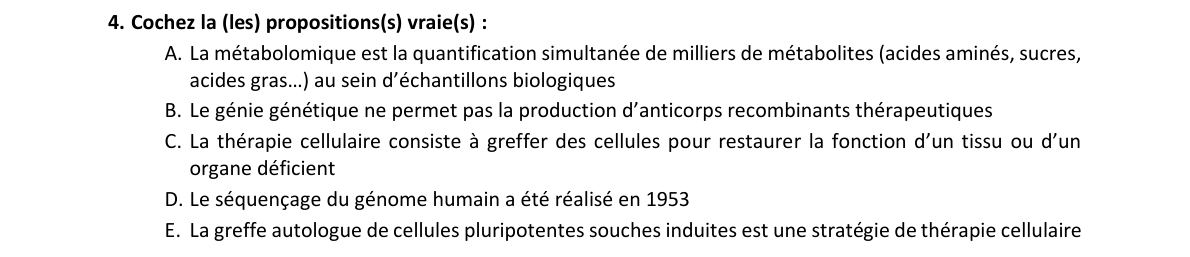 4. Cochez la (les) propositions(s) vraie(s) :
A. La métabolomique est la quantification simultanée de milliers de métabolites (acides aminés, sucres,
acides gras…) au sein d’échantillons biologiques
B. Le génie génétique ne permet pas la production d’anticorps recombinants thérapeutiques
C. La thérapie cellulaire consiste à greffer des cellules pour restaurer la fonction d’un tissu ou d’un
organe déficient
D. Le séquençage du génome humain a été réalisé en 1953
E. La greffe autologue de cellules pluripotentes souches induites est une stratégie de thérapie cellulaire